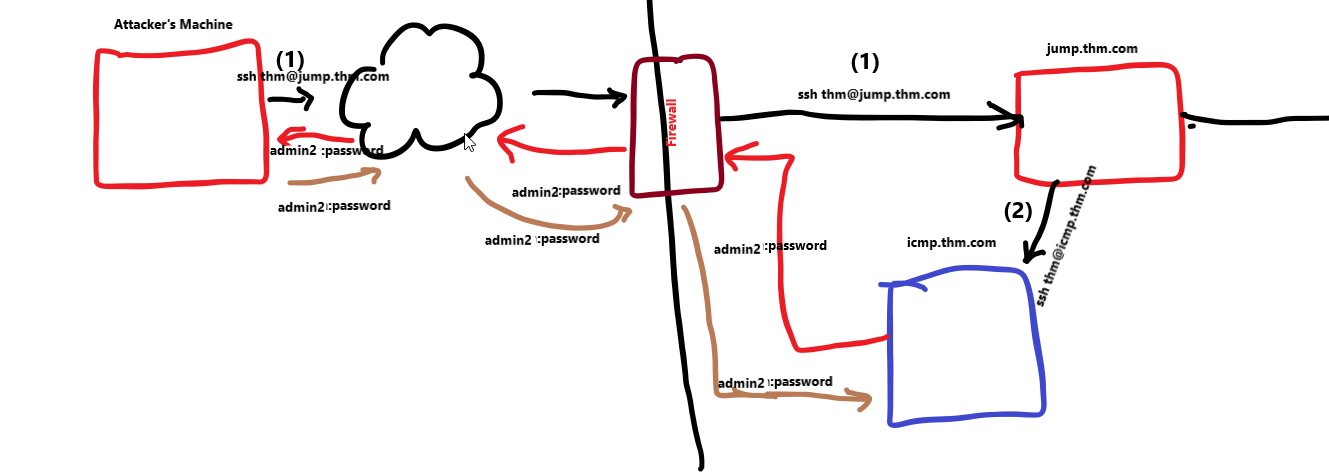 Attacker's Machine
(1)
ssh thm@jump.thm.com
admin2 :password
admin2 :password
admin2:password
admin2 :password
Firewall
(1)
ssh thm@jump.thm.com
jump.thm.com
(2)
ssh thm@icmp.thm.com
icmp.thm.com
admin2 :password
admin2 :password